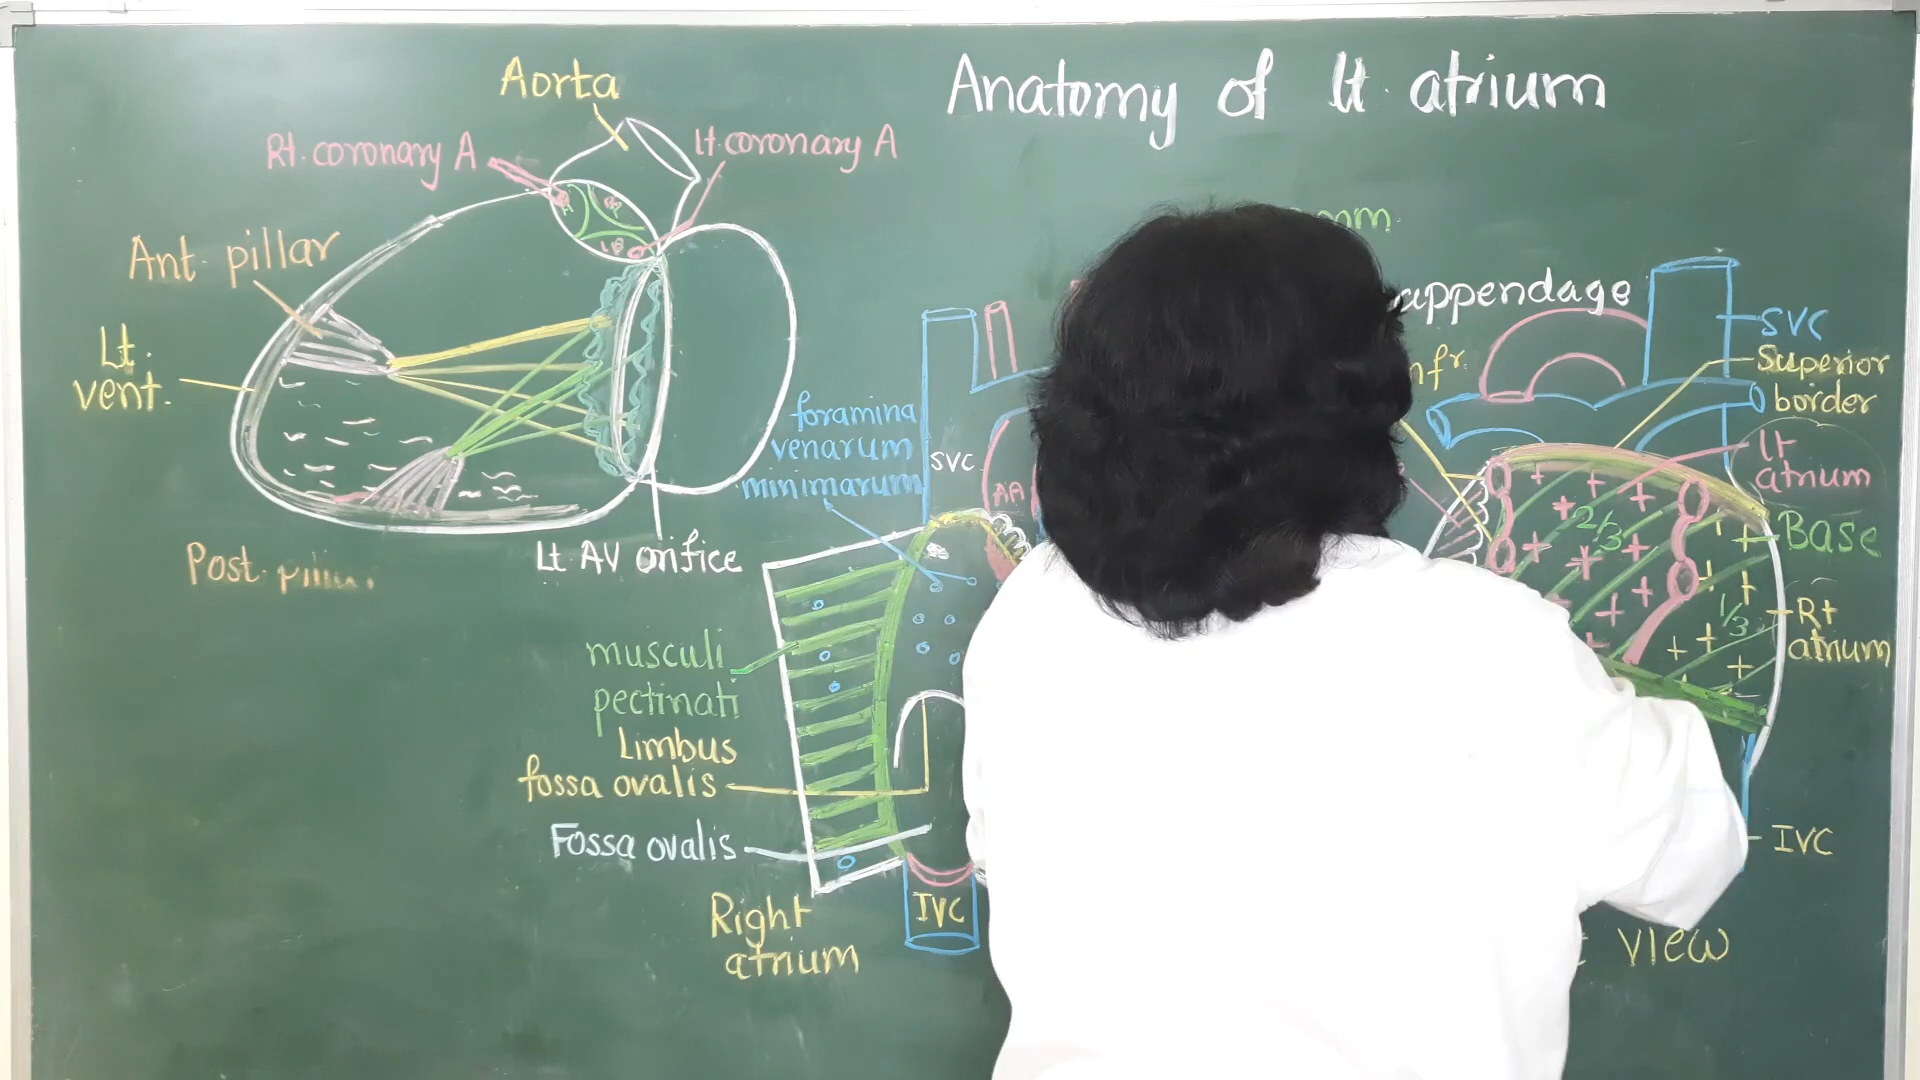 Anatomy of lt. atrium
Aorta
Rt. coronary A
Lt. coronary A
Ant. pillar
Lt.
vent.
Post.
Lt. AV orifice
foramina
venarum
minimarum
SVC
AA
musculi
pectinati
Limbus
fossa ovalis
Fossa ovalis
Right
atrium
IVC
mm
appendage
SVC
Superior
border
lt
atrium
2/3
Base
1/3
Rt
atrium
IVC
view